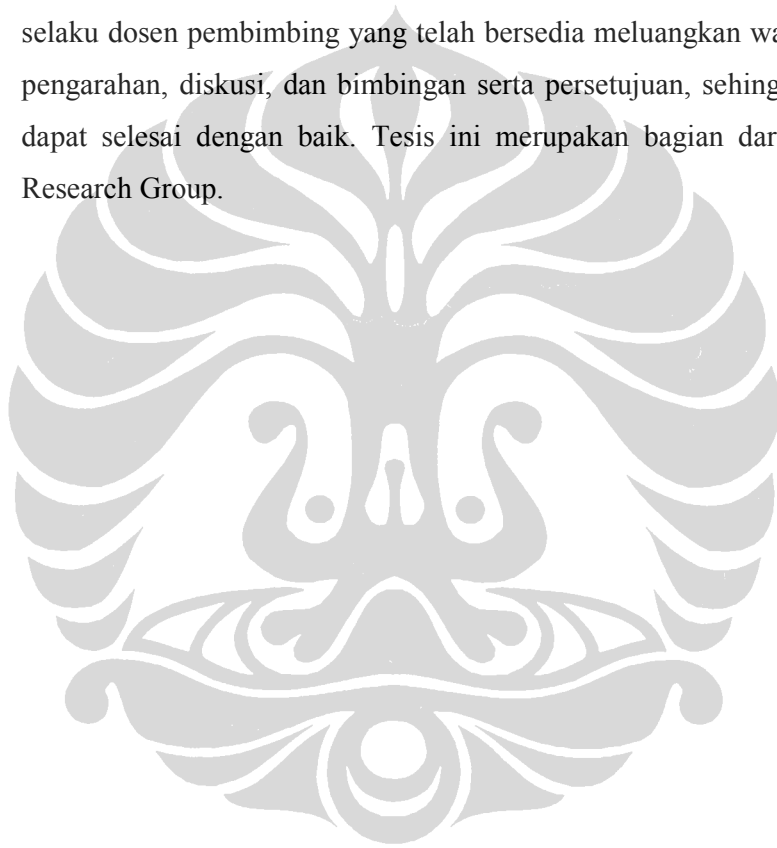 selaku dosen pembimbing yang telah bersedia meluangkan wa
pengarahan, diskusi, dan bimbingan serta persetujuan, sehing
dapat selesai dengan baik. Tesis ini merupakan bagian dar
Research Group.